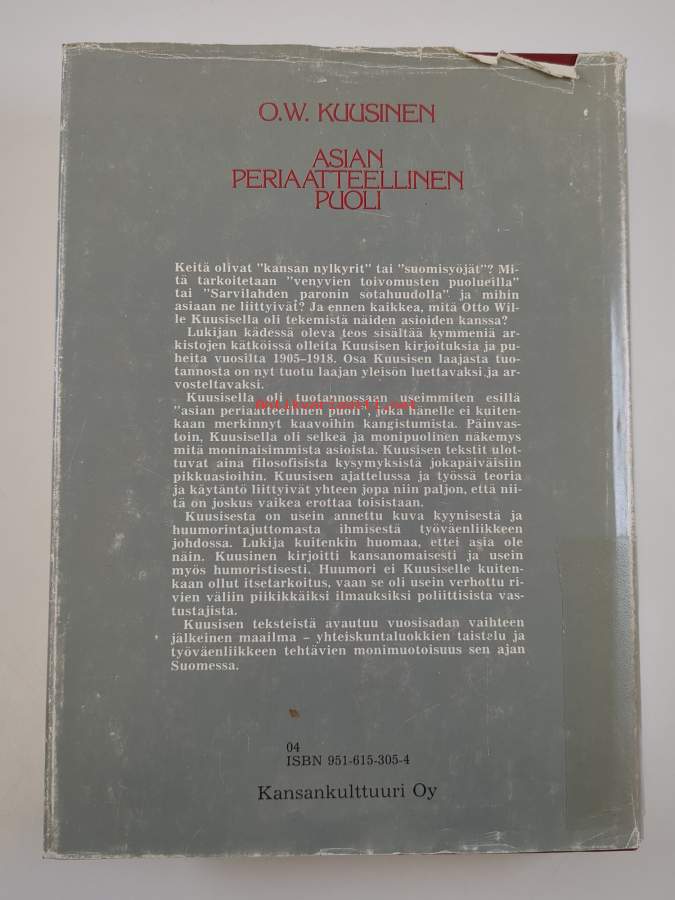 O.W. KUUSINEN
ASIAN
PERIAATTEELLINEN
PUOLI
Keitä olivat "kansan nylkyrit" tai "suomisyöjät"? Mi-
tä tarkoitetaan "venyvien toivomusten puolueilla"
tai "Sarvilahden paronin sotahuudolla" ja mihin
asiaan ne liittyivät? Ja ennen kaikkea, mitä Otto Wil-
le Kuusisella oli tekemistä näiden asioiden kanssa?
Lukijan kädessä oleva teos sisältää kymmeniä ar-
kistojen kätköissä olleita Kuusisen kirjoituksia ja pu-
heita vuosilta 1905–1918. Osa Kuusisen laajasta tuo-
tannosta on nyt tuotu laajan yleisön luettavaksi ja ar-
vosteltavaksi.
Kuusisella oli tuotannossaan useimmiten esillä
"asian periaatteellinen puoli", joka hänelle ei kuiten-
kaan merkinnyt kaavoihin kangistumista. Päinvas-
toin, Kuusisella oli selkeä ja monipuolinen näkemys
mitä moninaisimmista asioista. Kuusisen tekstit ulot-
tuvat aina filosofisista kysymyksistä jokapäiväisiin
pikkuasioihin. Kuusisen ajattelussa ja työssä teoria
ja käytäntö liittyivät yhteen jopa niin paljon, että nii-
tä on joskus vaikea erottaa toisistaan.
Kuusisesta on usein annettu kuva kyynisestä ja
huumorintajuttomasta ihmisestä työväenliikkeen
johdossa. Lukija kuitenkin huomaa, ettei asia ole
näin. Kuusinen kirjoitti kansanomaisesti ja usein
myös humoristisesti. Huumori ei Kuusiselle kuiten-
kaan ollut itsetarkoitus, vaan se oli usein verhottu ri-
vien väliin piikikkäiksi ilmauksiksi poliittisista vas-
tustajista.
Kuusisen teksteistä avautuu vuosisadan vaihteen
jälkeinen maailma – yhteiskuntaluokkien taistelu ja
työväenliikkeen tehtävien monimuotoisuus sen ajan
Suomessa.
04
ISBN 951-615-305-4
Kansankulttuuri Oy